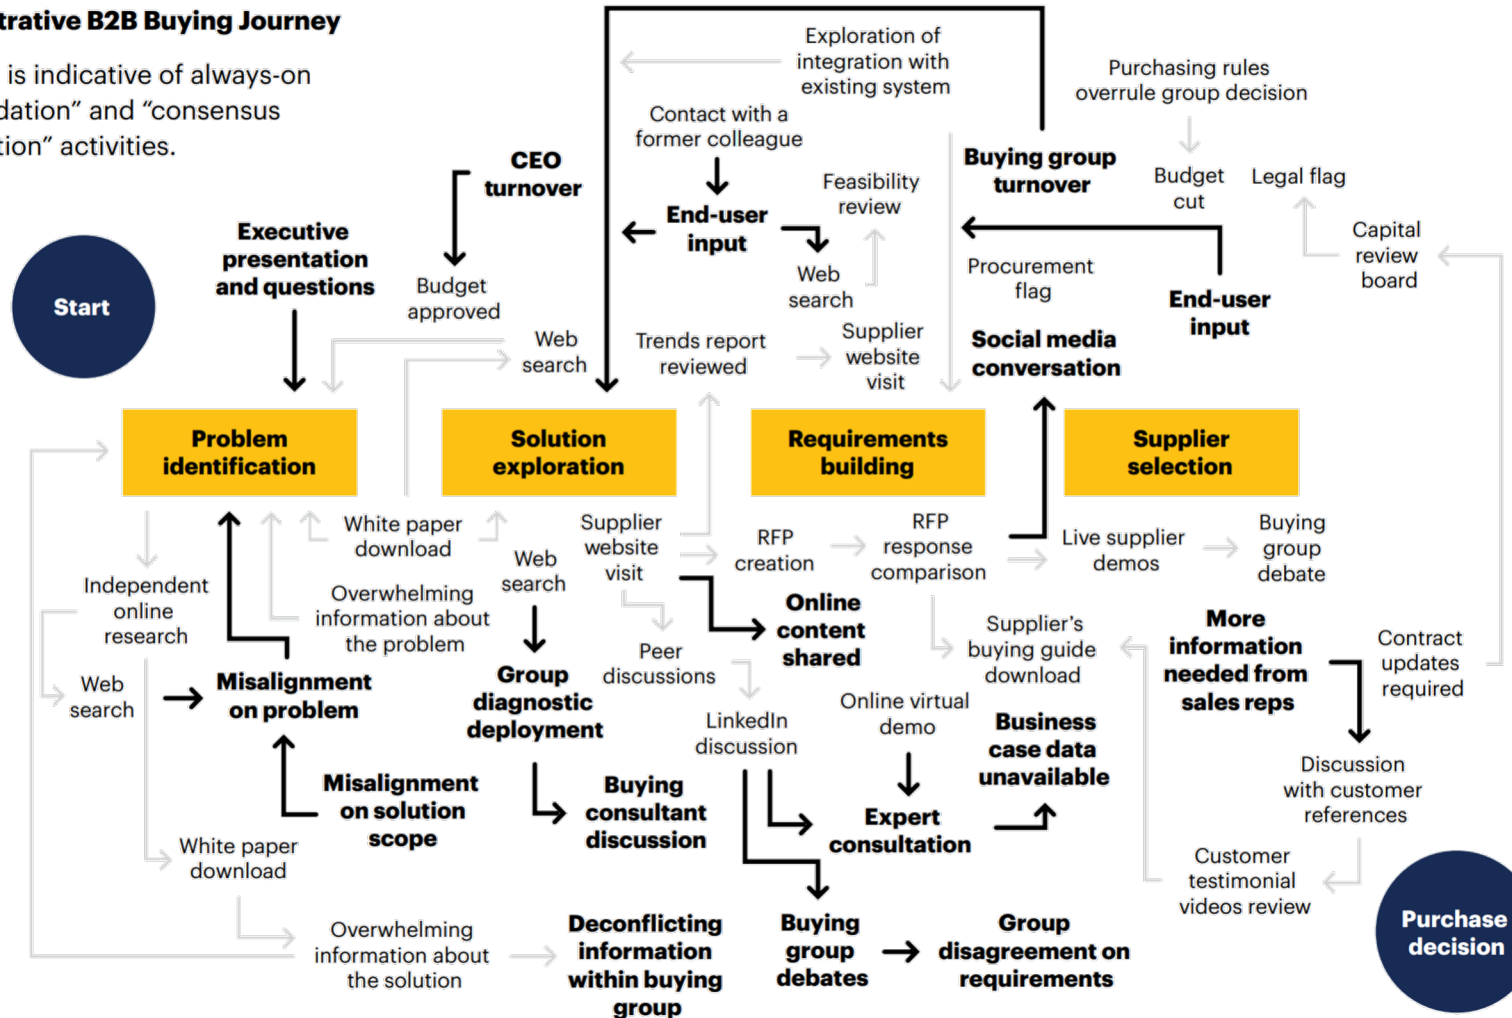 trative B2B Buying Journey
is indicative of always-on
dation” and “consensus
tion” activities.
Start
Executive
presentation
and questions
CEO
turnover
Budget
approved
Web
search
Exploration of
integration with
existing system
Contact with a
former colleague
End-user
input
Feasibility
review
Web
search
Trends report
reviewed
Supplier
website
visit
Buying group
turnover
Procurement
flag
Social media
conversation
Purchasing rules
overrule group decision
Budget
cut
Legal flag
Capital
review
board
End-user
input
Problem
identification
Solution
exploration
Requirements
building
Supplier
selection
White paper
download
Independent
online
research
Overwhelming
information about
the problem
Web
search
Misalignment
on problem
Misalignment
on solution
scope
White paper
download
Overwhelming
information about
the solution
Web
search
Supplier
website
visit
Group
diagnostic
deployment
Peer
discussions
Buying
consultant
discussion
Deconflicting
information
within buying
group
RFP
creation
RFP
response
comparison
Online
content
shared
LinkedIn
discussion
Online virtual
demo
Expert
consultation
Buying
group
debates
Group
disagreement on
requirements
Live supplier
demos
Buying
group
debate
Supplier’s
buying guide
download
Business
case data
unavailable
More
information
needed from
sales reps
Contract
updates
required
Discussion
with customer
references
Customer
testimonial
videos review
Purchase
decision